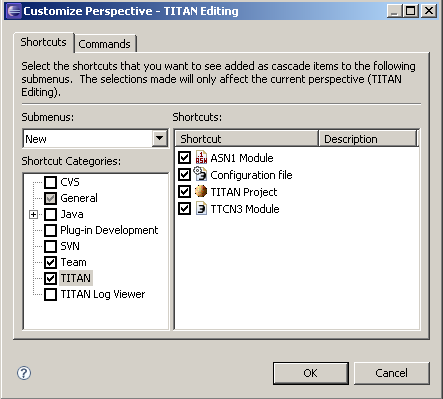 Customize Perspective - TITAN Editing
Shortcuts Commands
Select the shortcuts that you want to see added as cascade items to the following
submenus. The selections made will only affect the current perspective (TITAN
Editing).
Submenus:
New
Shortcut Categories:
CVS
General
Java
Plug-in Development
SVN
Team
TITAN
TITAN Log Viewer
Shortcuts:
Shortcut Description
ASN1 Module
Configuration file
TITAN Project
TTCN3 Module
OK Cancel